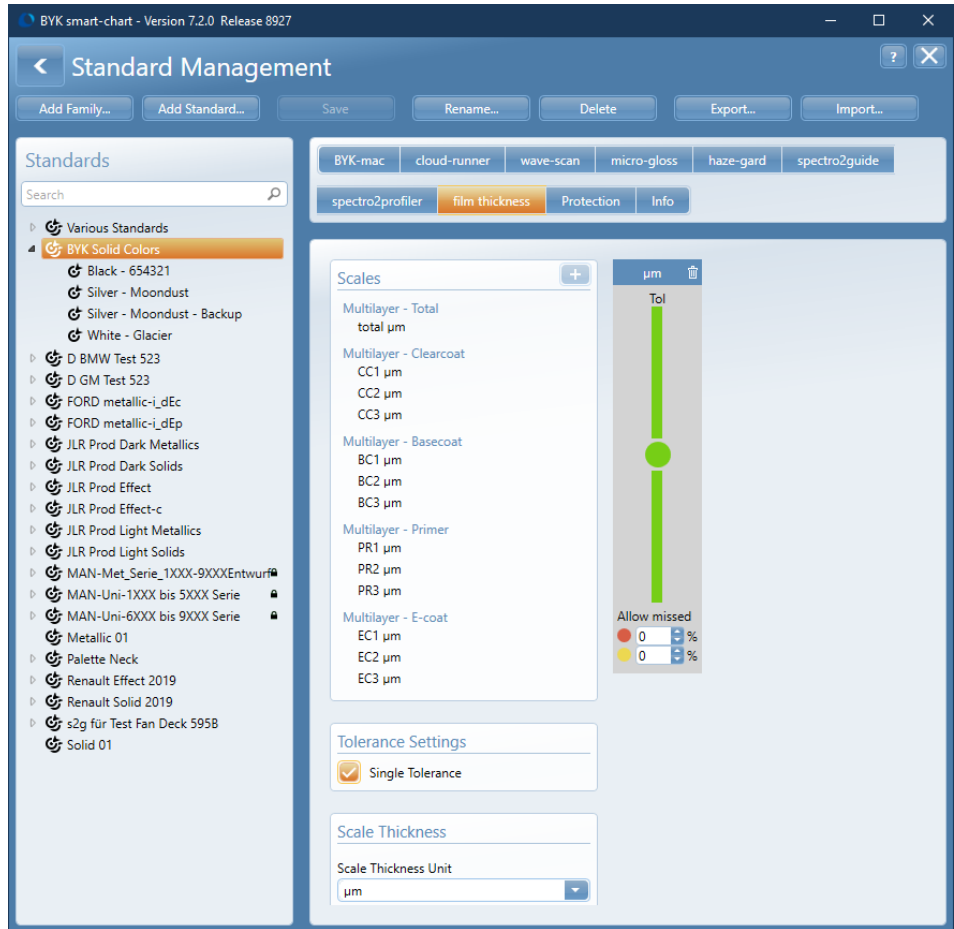 BYK smart-chart - Version 7.2.0 Release 8927
Standard Management
?
Add Family...
Add Standard...
Save
Rename...
Delete
Export...
Import...
Standards
Search
Various Standards
BYK Solid Colors
Black - 654321
Silver - Moondust
Silver - Moondust - Backup
White - Glacier
D BMW Test 523
D GM Test 523
FORD metallic-i_dEc
FORD metallic-i_dEp
JLR Prod Dark Metallics
JLR Prod Dark Solids
JLR Prod Effect
JLR Prod Effect-c
JLR Prod Light Metallics
JLR Prod Light Solids
MAN-Met_Serie_1XXX-9XXXEntwurf
MAN-Uni-1XXX bis 5XXX Serie
MAN-Uni-6XXX bis 9XXX Serie
Metallic 01
Palette Neck
Renault Effect 2019
Renault Solid 2019
s2g für Test Fan Deck 595B
Solid 01
BYK-mac
cloud-runner
wave-scan
micro-gloss
haze-gard
spectro2guide
spectro2profiler
film thickness
Protection
Info
Scales
Multilayer - Total
total µm
Multilayer - Clearcoat
CC1 µm
CC2 µm
CC3 µm
Multilayer - Basecoat
BC1 µm
BC2 µm
BC3 µm
Multilayer - Primer
PR1 µm
PR2 µm
PR3 µm
Multilayer - E-coat
EC1 µm
EC2 µm
EC3 µm
Tolerance Settings
Single Tolerance
Scale Thickness
Scale Thickness Unit
µm
µm
Tol
Allow missed
0 %
0 %